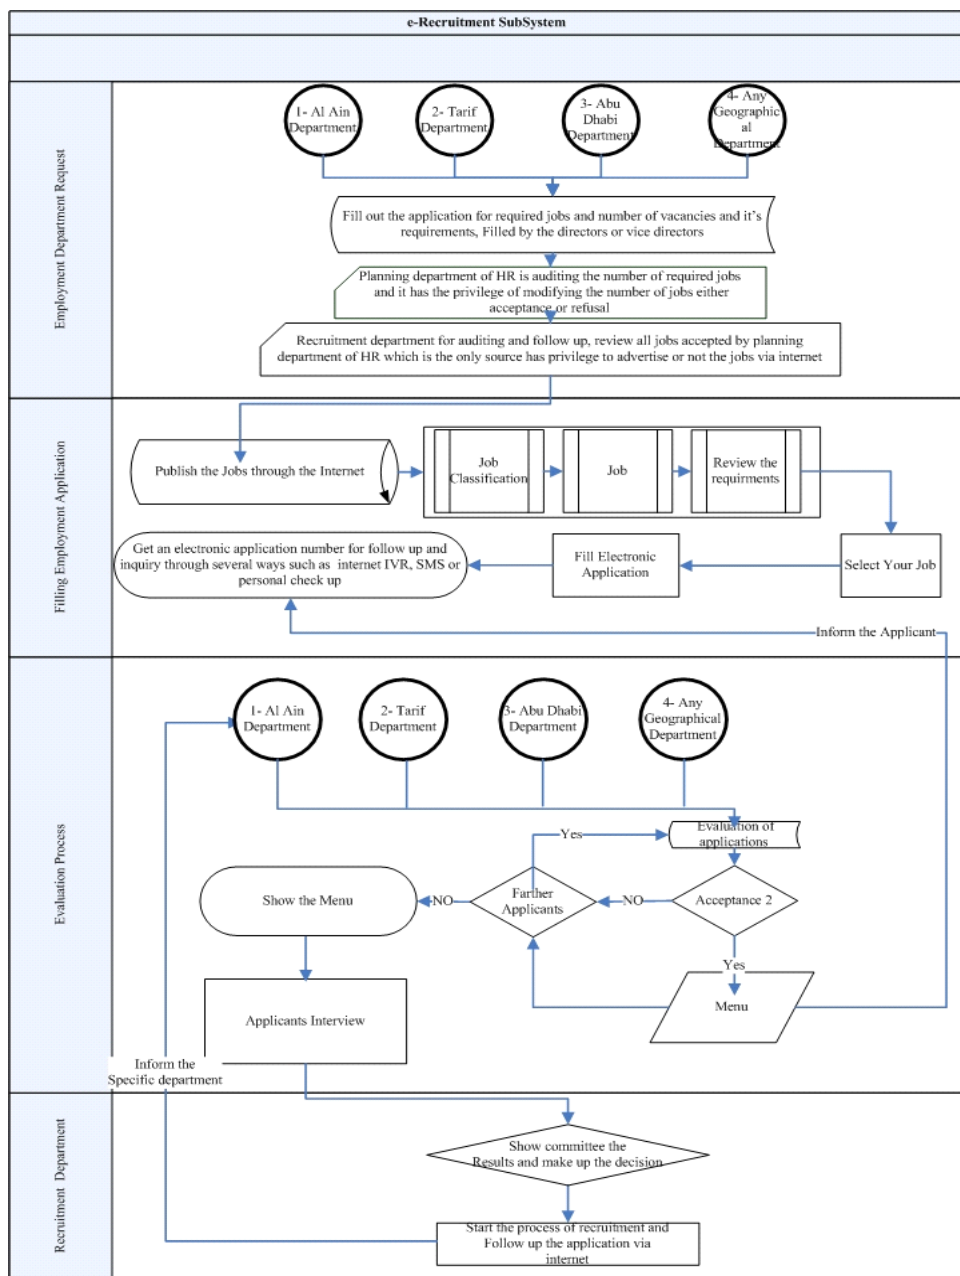 e-Recruitment SubSystem
Employment Department Request
1- Al Ain
Department
2- Tarif
Department
3- Abu
Dhabi
Department
4- Any
Geographic
al
Department
Fill out the application for required jobs and number of vacancies and it's
requirements, Filled by the directors or vice directors
Planning department of HR is auditing the number of required jobs
and it has the privilege of modifying the number of jobs either
acceptance or refusal
Recruitment department for auditing and follow up, review all jobs accepted by planning
department of HR which is the only source has privilege to advertise or not the jobs via internet
Filling Employment Application
Publish the Jobs through the Internet
Job
Classification
Job
Review the
requirments
Get an electronic application number for follow up and
inquiry through several ways such as internet IVR, SMS or
personal check up
Fill Electronic
Application
Select Your Job
Inform the Applicant
Evaluation Process
1- Al Ain
Department
2- Tarif
Department
3- Abu Dhabi
Department
4- Any
Geographical
Department
Yes
Evaluation of
applications
Show the Menu
NO
Farther
Applicants
NO
Acceptance 2
Yes
Menu
Applicants Interview
Inform the
Specific department
Recruitment Department
Show committee the
Results and make up the decision
Start the process of recruitment and
Follow up the application via
internet